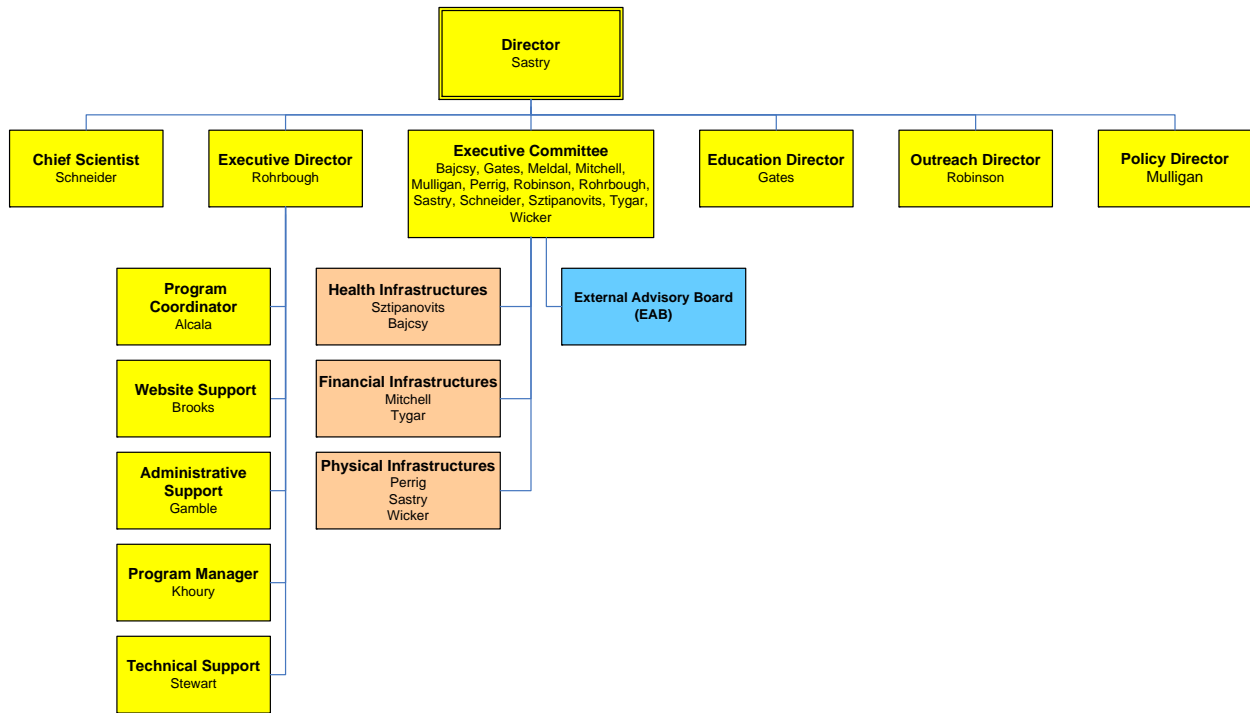 Director
Sastry
Chief Scientist
Schneider
Executive Director
Rohrbough
Executive Committee
Bajcsy, Gates, Meldal, Mitchell,
Mulligan, Perrig, Robinson, Rohrbough,
Sastry, Schneider, Sztipanovits, Tygar,
Wicker
Education Director
Gates
Outreach Director
Robinson
Policy Director
Mulligan
Program
Coordinator
Alcala
Website Support
Brooks
Administrative
Support
Gamble
Program Manager
Khoury
Technical Support
Stewart
Health Infrastructures
Sztipanovits
Bajcsy
Financial Infrastructures
Mitchell
Tygar
Physical Infrastructures
Perrig
Sastry
Wicker
External Advisory Board
(EAB)